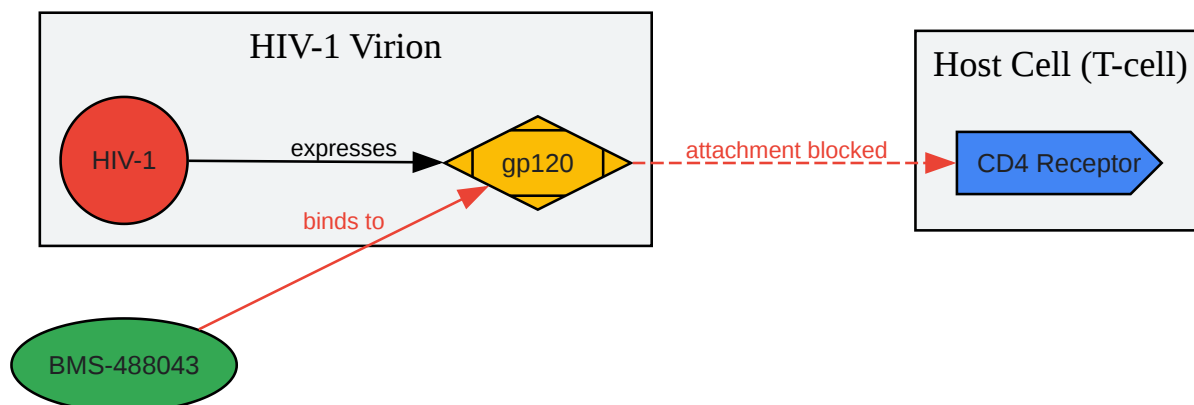 HIV-1 Virion
Host Cell (T-cell)
HIV-1
expresses
gp120
attachment blocked
CD4 Receptor
binds to
BMS-488043